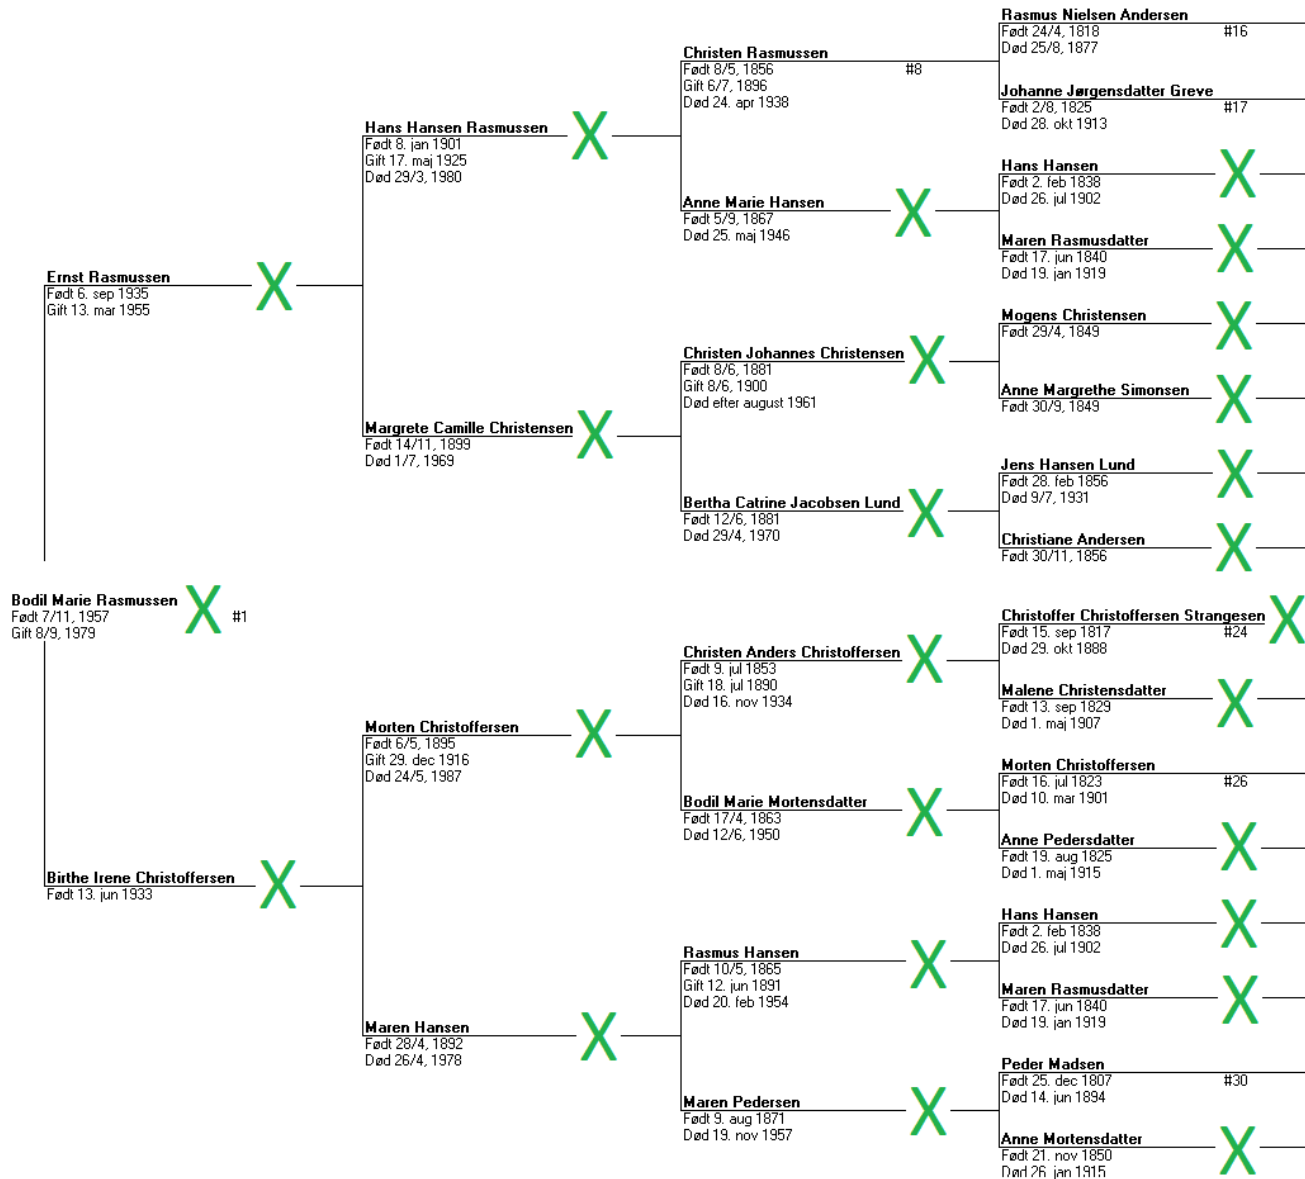 Rasmus Nielsen Andersen
Født 24/4, 1818 #16
Død 25/8, 1877
Christen Rasmussen
Født 8/5, 1856 #8
Gift 6/7, 1896
Død 24. apr 1938
Johanne Jørgensdatter Greve
Født 2/8, 1825 #17
Død 28. okt 1913
Hans Hansen Rasmussen
Født 8. jan 1901
Gift 17. maj 1925
Død 29/3, 1980
X
Hans Hansen
Født 2. feb 1838
Død 26. jul 1902
X
Anne Marie Hansen
Født 5/9, 1867
Død 25. maj 1946
X
Maren Rasmusdatter
Født 17. jun 1840
Død 19. jan 1919
X
Ernst Rasmussen
Født 6. sep 1935
Gift 13. mar 1955
X
Mogens Christensen
Født 29/4, 1849
X
Christen Johannes Christensen
Født 8/6, 1881
Gift 8/6, 1900
Død efter august 1961
X
Anne Margrethe Simonsen
Født 30/9, 1849
X
Margrete Camille Christensen
Født 14/11, 1899
Død 1/7, 1969
X
Jens Hansen Lund
Født 28. feb 1856
Død 9/7, 1931
X
Bertha Catrine Jacobsen Lund
Født 12/6, 1881
Død 29/4, 1970
X
Christiane Andersen
Født 30/11, 1856
X
Bodil Marie Rasmussen
Født 7/11, 1957
Gift 8/9, 1979
X #1
Christoffer Christoffersen Strangesen
Født 15. sep 1817 #24
Død 29. okt 1888
X
Christen Anders Christoffersen
Født 9. jul 1853
Gift 18. jul 1890
Død 16. nov 1934
X
Malene Christensdatter
Født 13. sep 1829
Død 1. maj 1907
X
Morten Christoffersen
Født 6/5, 1895
Gift 29. dec 1916
Død 24/5, 1987
X
Morten Christoffersen
Født 16. jul 1823 #26
Død 10. mar 1901
Bodil Marie Mortensdatter
Født 17/4, 1863
Død 12/6, 1950
X
Anne Pedersdatter
Født 19. aug 1825
Død 1. maj 1915
X
Birthe Irene Christoffersen
Født 13. jun 1933
X
Hans Hansen
Født 2. feb 1838
Død 26. jul 1902
X
Rasmus Hansen
Født 10/5, 1865
Gift 12. jun 1891
Død 20. feb 1954
X
Maren Rasmusdatter
Født 17. jun 1840
Død 19. jan 1919
X
Maren Hansen
Født 28/4, 1892
Død 26/4, 1978
X
Peder Madsen
Født 25. dec 1807 #30
Død 14. jun 1894
Maren Pedersen
Født 9. aug 1871
Død 19. nov 1957
X
Anne Mortensdatter
Født 21. nov 1850
Død 26. jan 1915
X